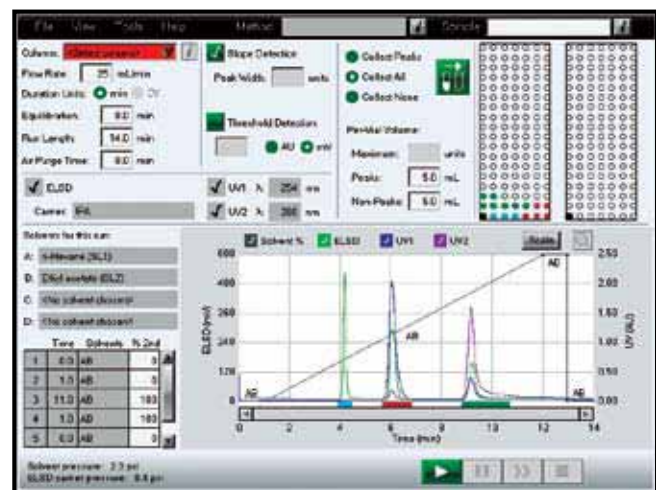 File View Tools Help Method: Sample
Column:
Flow Rate: 25 mL/min
Duration Units: min CV
Equilibration: 8.0 min
Run Length: 14.0 min
Air Purge Time: 0.0 min
Slope Detection
Peak Width: units
Threshold Detection
AU mV
Collect Peaks
Collect All
Collect None
Per-Vial Volume:
Maximum: units
Peaks: 5.0 mL
Non-Peaks: 5.0 mL
ELSD
Carrier: IPA
UV1 λ: 254 nm
UV2 λ: nm
Solvents for this run:
A: n-Hexane (SL1)
B: Ethyl acetate (SL2)
C: <No solvent chosen>
D: <No solvent chosen>
Time Solvents % 2nd
1 0.0 AB 0
2 1.0 AB 0
3 11.0 AB 100
4 1.0 AB 100
5 0.0 AB 0
Solvent % ELSD UV1 UV2 Scale
600 2.50
480 2.00
360 1.50
240 1.00
120 0.50
0 0.00
ELSD (mV)
UV (AU)
AB AB AB AB
0 2 4 6 8 10 12 14
Time (min)
Solvent pressure: 2.3 psi
ELSD carrier pressure: 0.4 psi